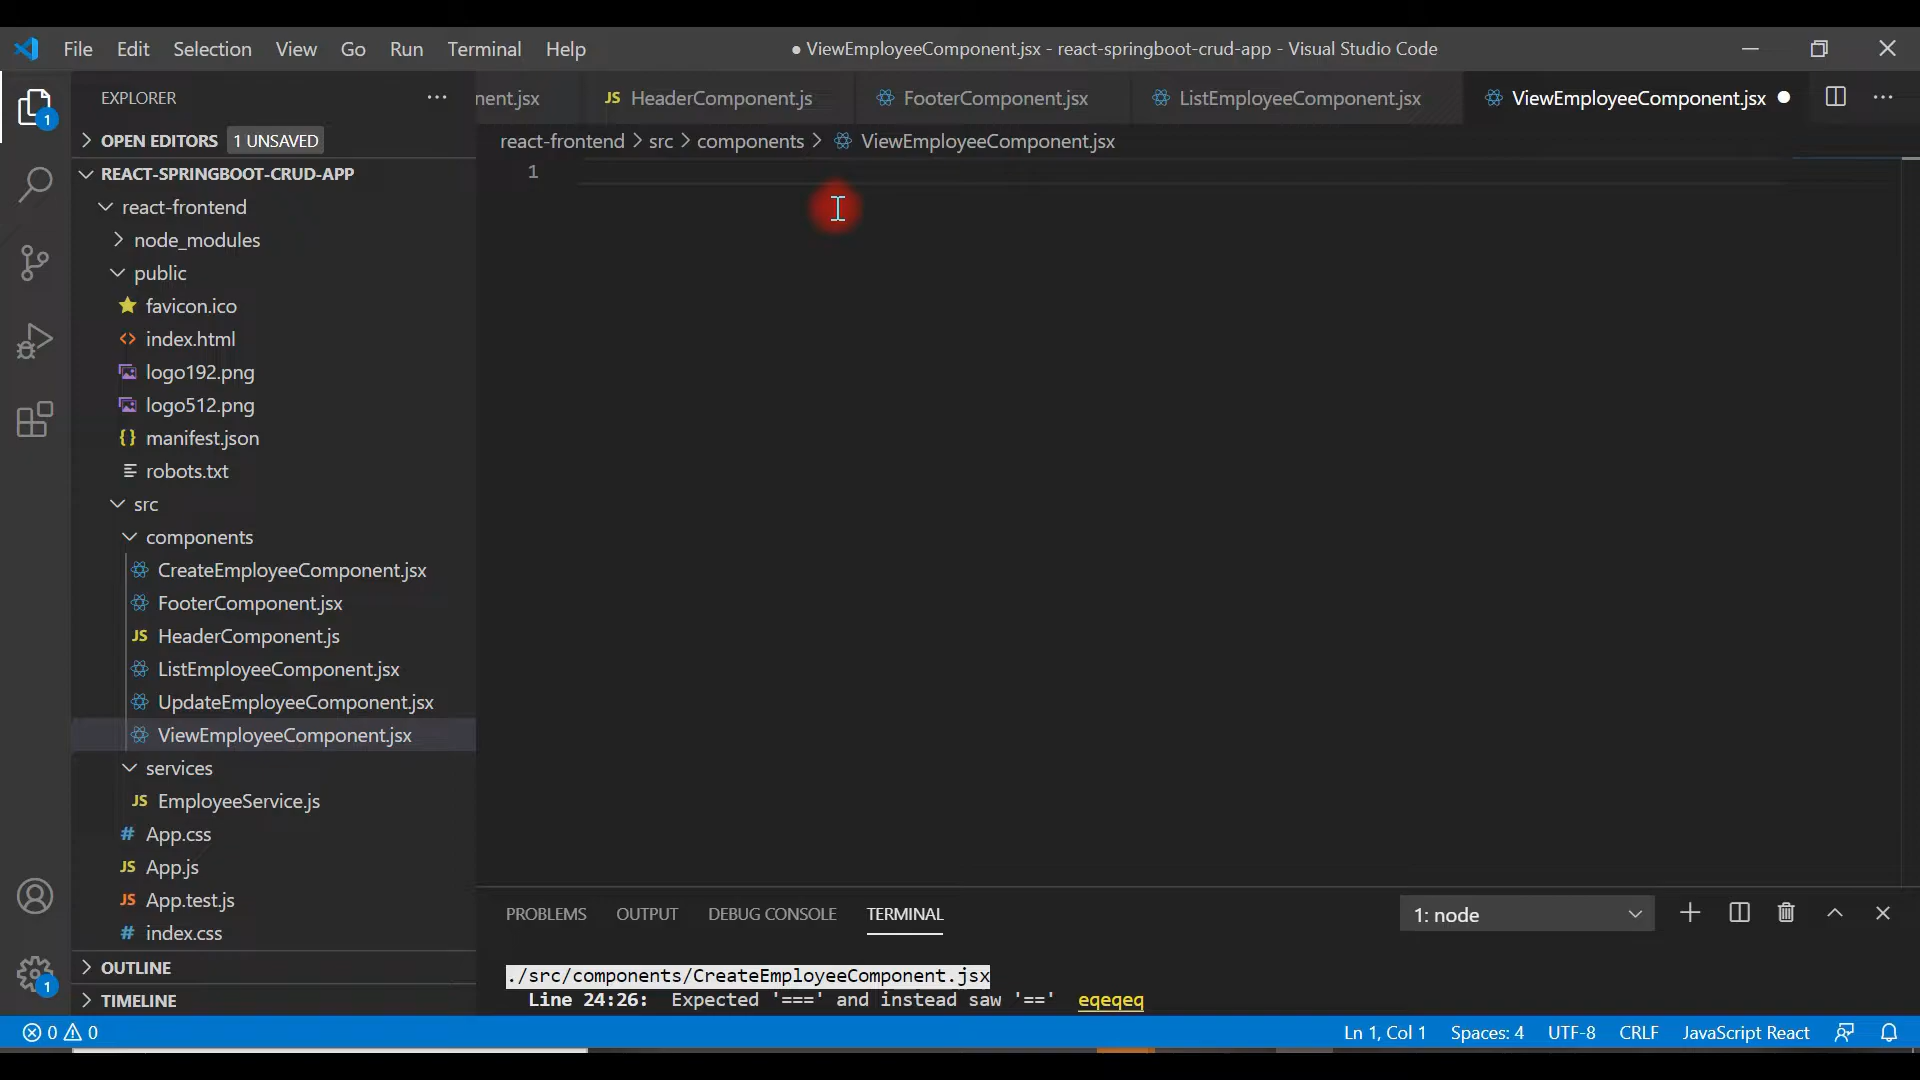 File Edit Selection View Go Run Terminal Help
● ViewEmployeeComponent.jsx - react-springboot-crud-app - Visual Studio Code
EXPLORER
nent.jsx
JS HeaderComponent.js
FooterComponent.jsx
ListEmployeeComponent.jsx
ViewEmployeeComponent.jsx ●
1
OPEN EDITORS 1 UNSAVED
react-frontend > src > components > ViewEmployeeComponent.jsx
REACT-SPRINGBOOT-CRUD-APP
1
react-frontend
node_modules
public
favicon.ico
<> index.html
logo192.png
logo512.png
{} manifest.json
robots.txt
src
components
CreateEmployeeComponent.jsx
FooterComponent.jsx
JS HeaderComponent.js
ListEmployeeComponent.jsx
UpdateEmployeeComponent.jsx
ViewEmployeeComponent.jsx
services
JS EmployeeService.js
# App.css
JS App.js
JS App.test.js
# index.css
OUTLINE
TIMELINE
1
PROBLEMS OUTPUT DEBUG CONSOLE TERMINAL
1: node
./src/components/CreateEmployeeComponent.jsx
Line 24:26: Expected '===' and instead saw '==' eqeqeq
0 0
Ln 1, Col 1 Spaces: 4 UTF-8 CRLF JavaScript React